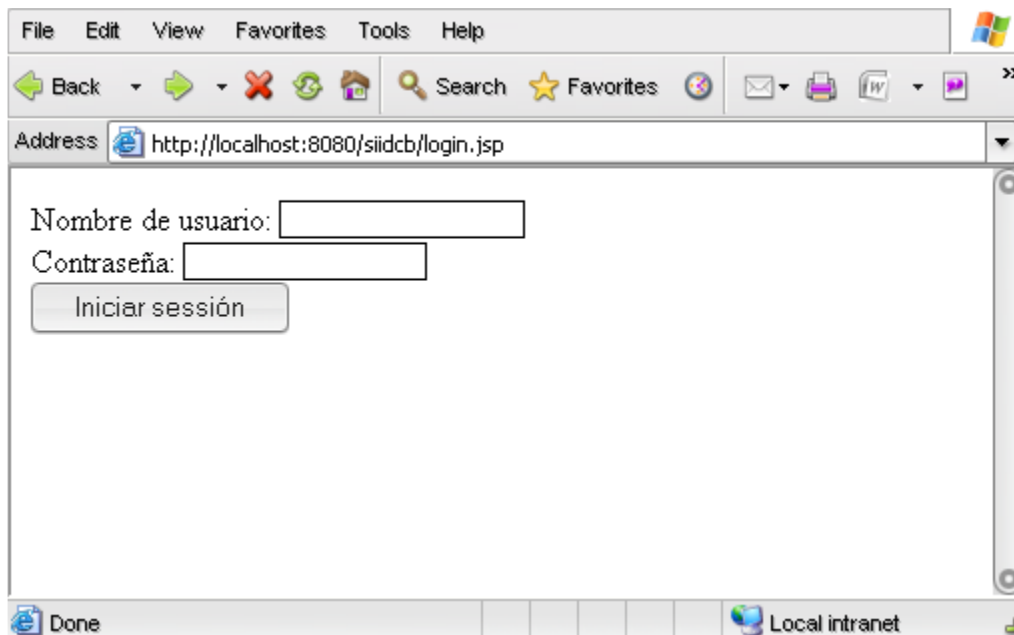 File Edit View Favorites Tools Help
Back Search Favorites »
Address http://localhost:8080/siidcb/login.jsp
Nombre de usuario:
Contraseña:
Iniciar sessión
Done Local intranet